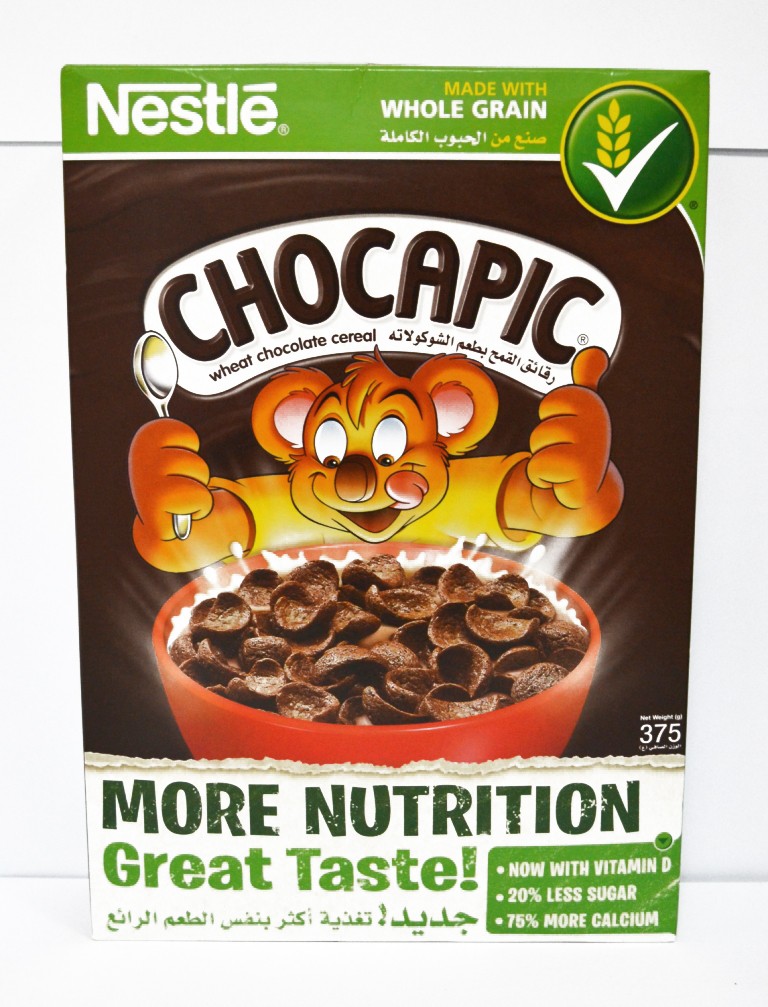 Nestlé®
MADE WITH
WHOLE GRAIN
صنع من الحبوب الكاملة
®
CHOCAPIC®
wheat chocolate cereal رقائق القمح بطعم الشوكولاته
Net Weight (g)
375
الوزن الصافي (غ)
MORE NUTRITION
Great Taste!
جديد! تغذية أكثر بنفس الطعم الرائع
• NOW WITH VITAMIN D
• 20% LESS SUGAR
• 75% MORE CALCIUM